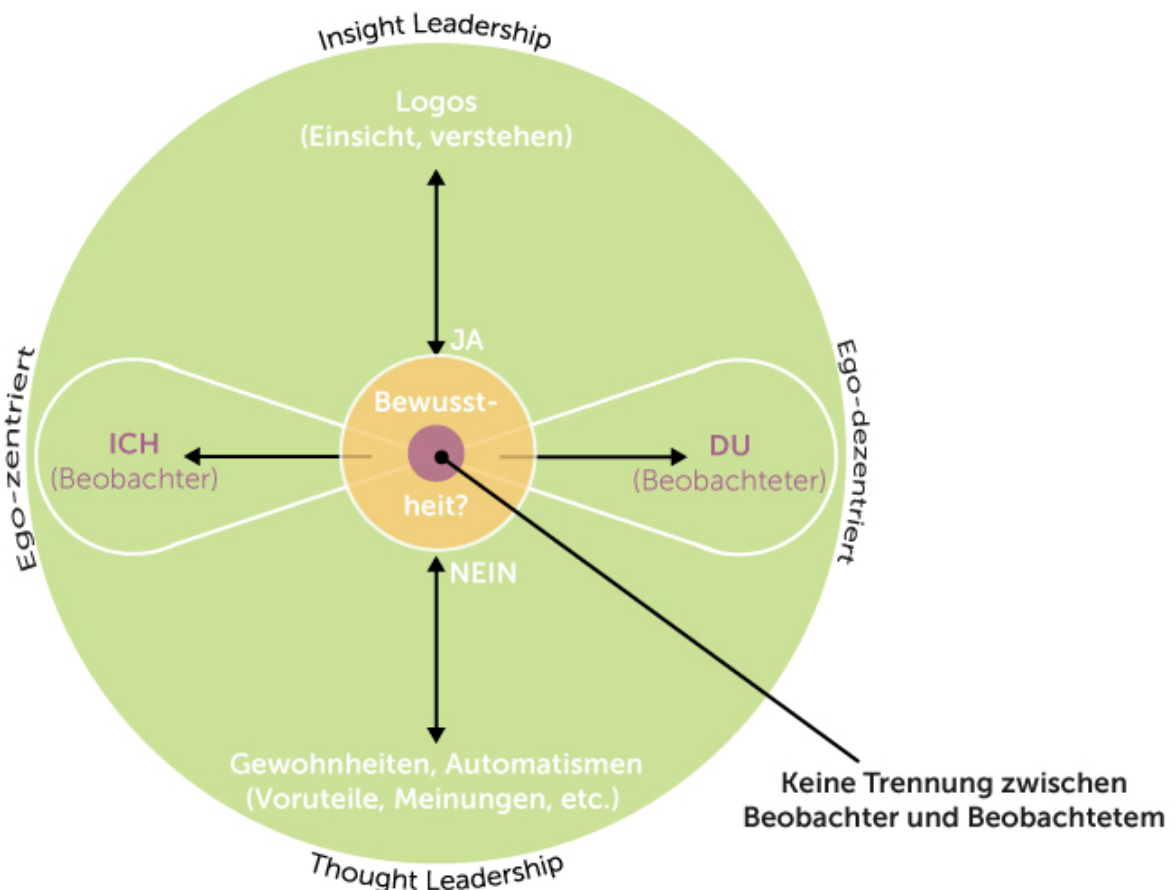 Insight Leadership
Logos
(Einsicht, verstehen)
JA
Ego-zentriert
Ego-dezentriert
Bewusst-
ICH
(Beobachter)
DU
(Beobachteter)
heit?
NEIN
Gewohnheiten, Automatismen
(Voruteile, Meinungen, etc.)
Keine Trennung zwischen
Beobachter und Beobachtetem
Thought Leadership